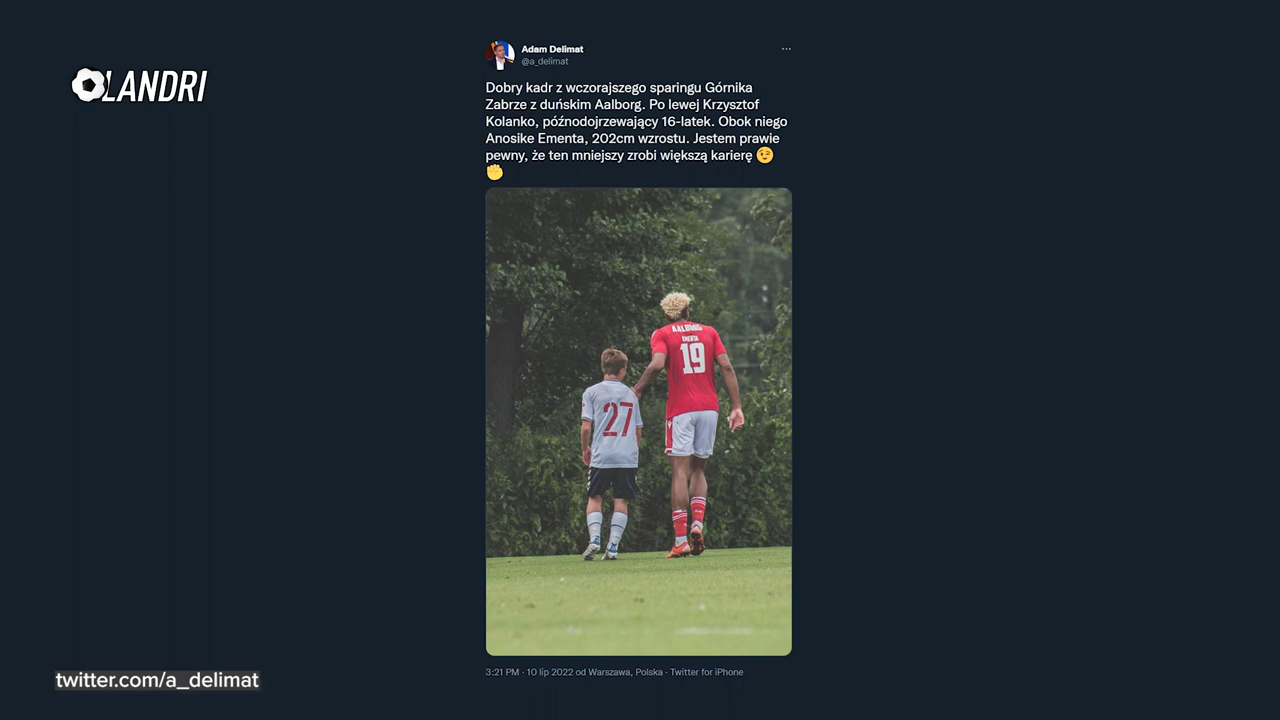 LANDRI
Adam Delimat
@a_delimat
Dobry kadr z wczorajszego sparingu Górnika
Zabrze z duńskim Aalborg. Po lewej Krzysztof
Kolanko, późnodojrzewający 16-latek. Obok niego
Anosike Ementa, 202cm wzrostu. Jestem prawie
pewny, że ten mniejszy zrobi większą karierę 😉
✊
AALBORG
EMENTA
19
27
3:21 PM · 10 lip 2022 od Warszawa, Polska · Twitter for iPhone
twitter.com/a_delimat